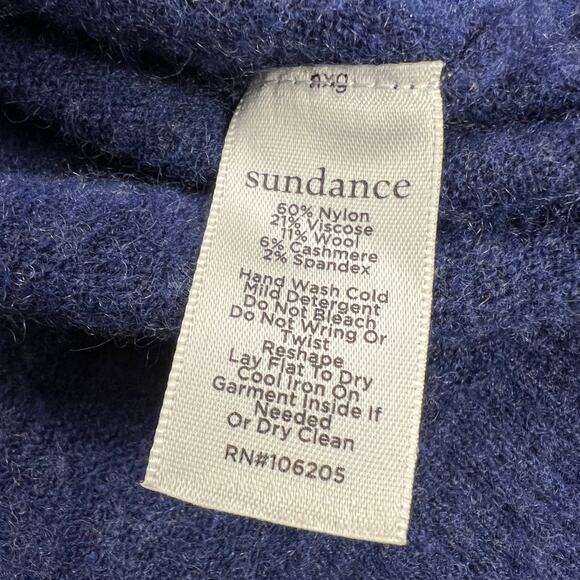 sundance
60% Nylon
21% Viscose
11% Wool
6% Cashmere
2% Spandex
Hand Wash Cold
Mild Detergent
Do Not Bleach
Do Not Wring Or
Twist
Reshape
Lay Flat To Dry
Cool Iron On
Garment Inside If
Needed
Or Dry Clean
RN#106205